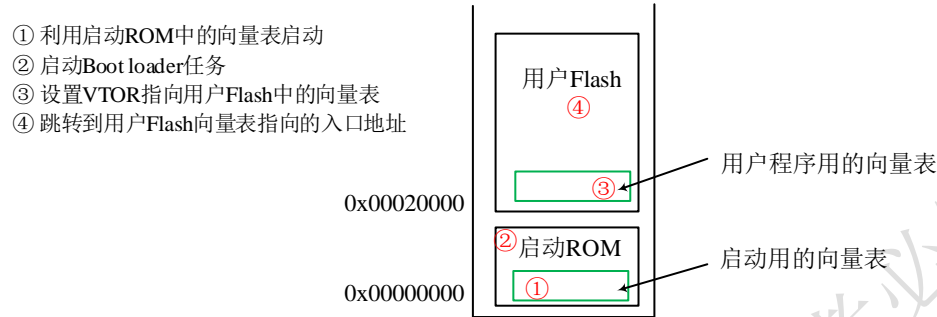 ① 利用启动ROM中的向量表启动
② 启动Boot loader任务
③ 设置VTOR指向用户Flash中的向量表
④ 跳转到用户Flash向量表指向的入口地址
用户Flash
④
③
用户程序用的向量表
0x00020000
②启动ROM
启动用的向量表
①
0x00000000